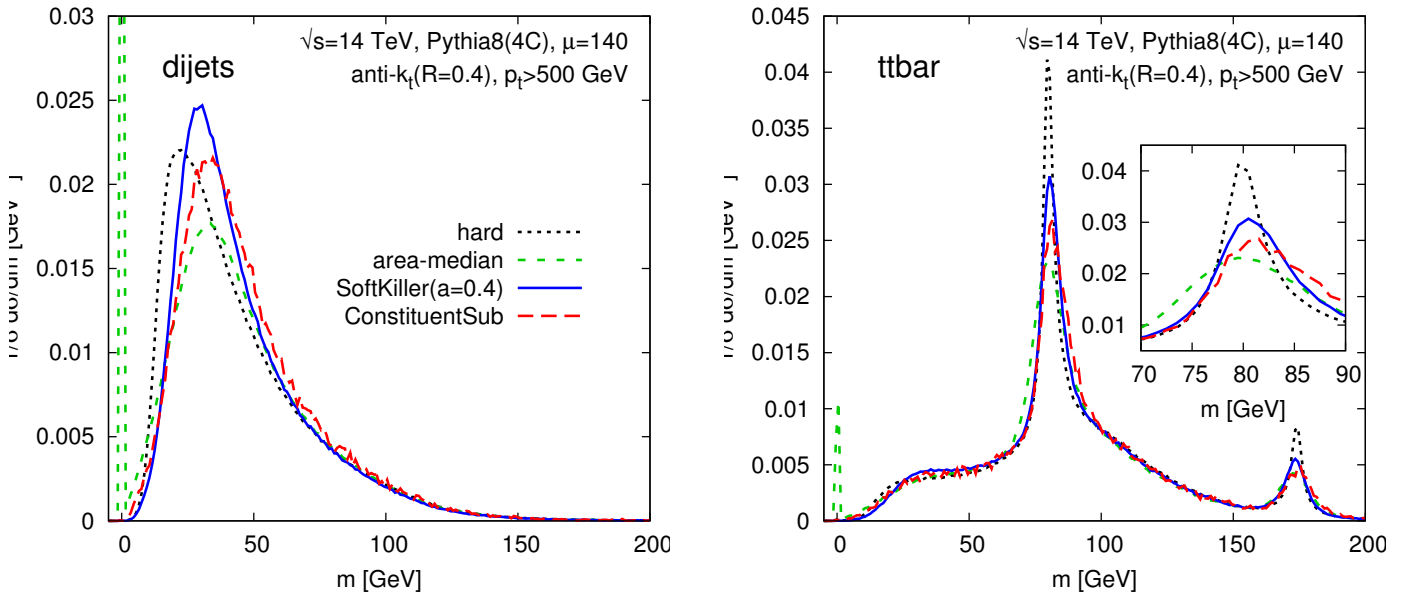 0.03
0.025
0.02
0.015
0.01
0.005
0
0
50
100
150
200
m [GeV]
dijets
√s=14 TeV, Pythia8(4C), μ=140
anti-kt(R=0.4), pt>500 GeV
hard
area-median
SoftKiller(a=0.4)
ConstituentSub
0.045
0.04
0.035
0.03
0.025
0.02
0.015
0.01
0.005
0
0
50
100
150
200
m [GeV]
ttbar
√s=14 TeV, Pythia8(4C), μ=140
anti-kt(R=0.4), pt>500 GeV
0.04
0.03
0.02
0.01
70
75
80
85
90
m [GeV]